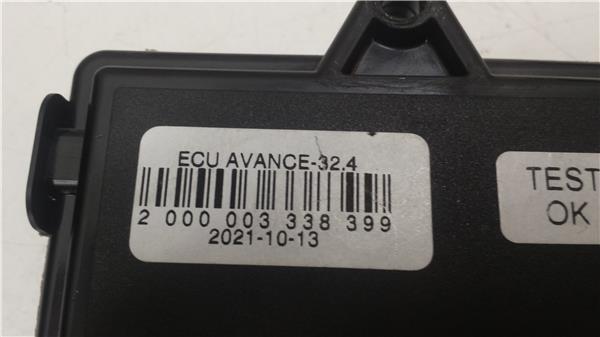 ECU AVANCE-32.4
2 000 003 338 399
2021-10-13
TEST
OK